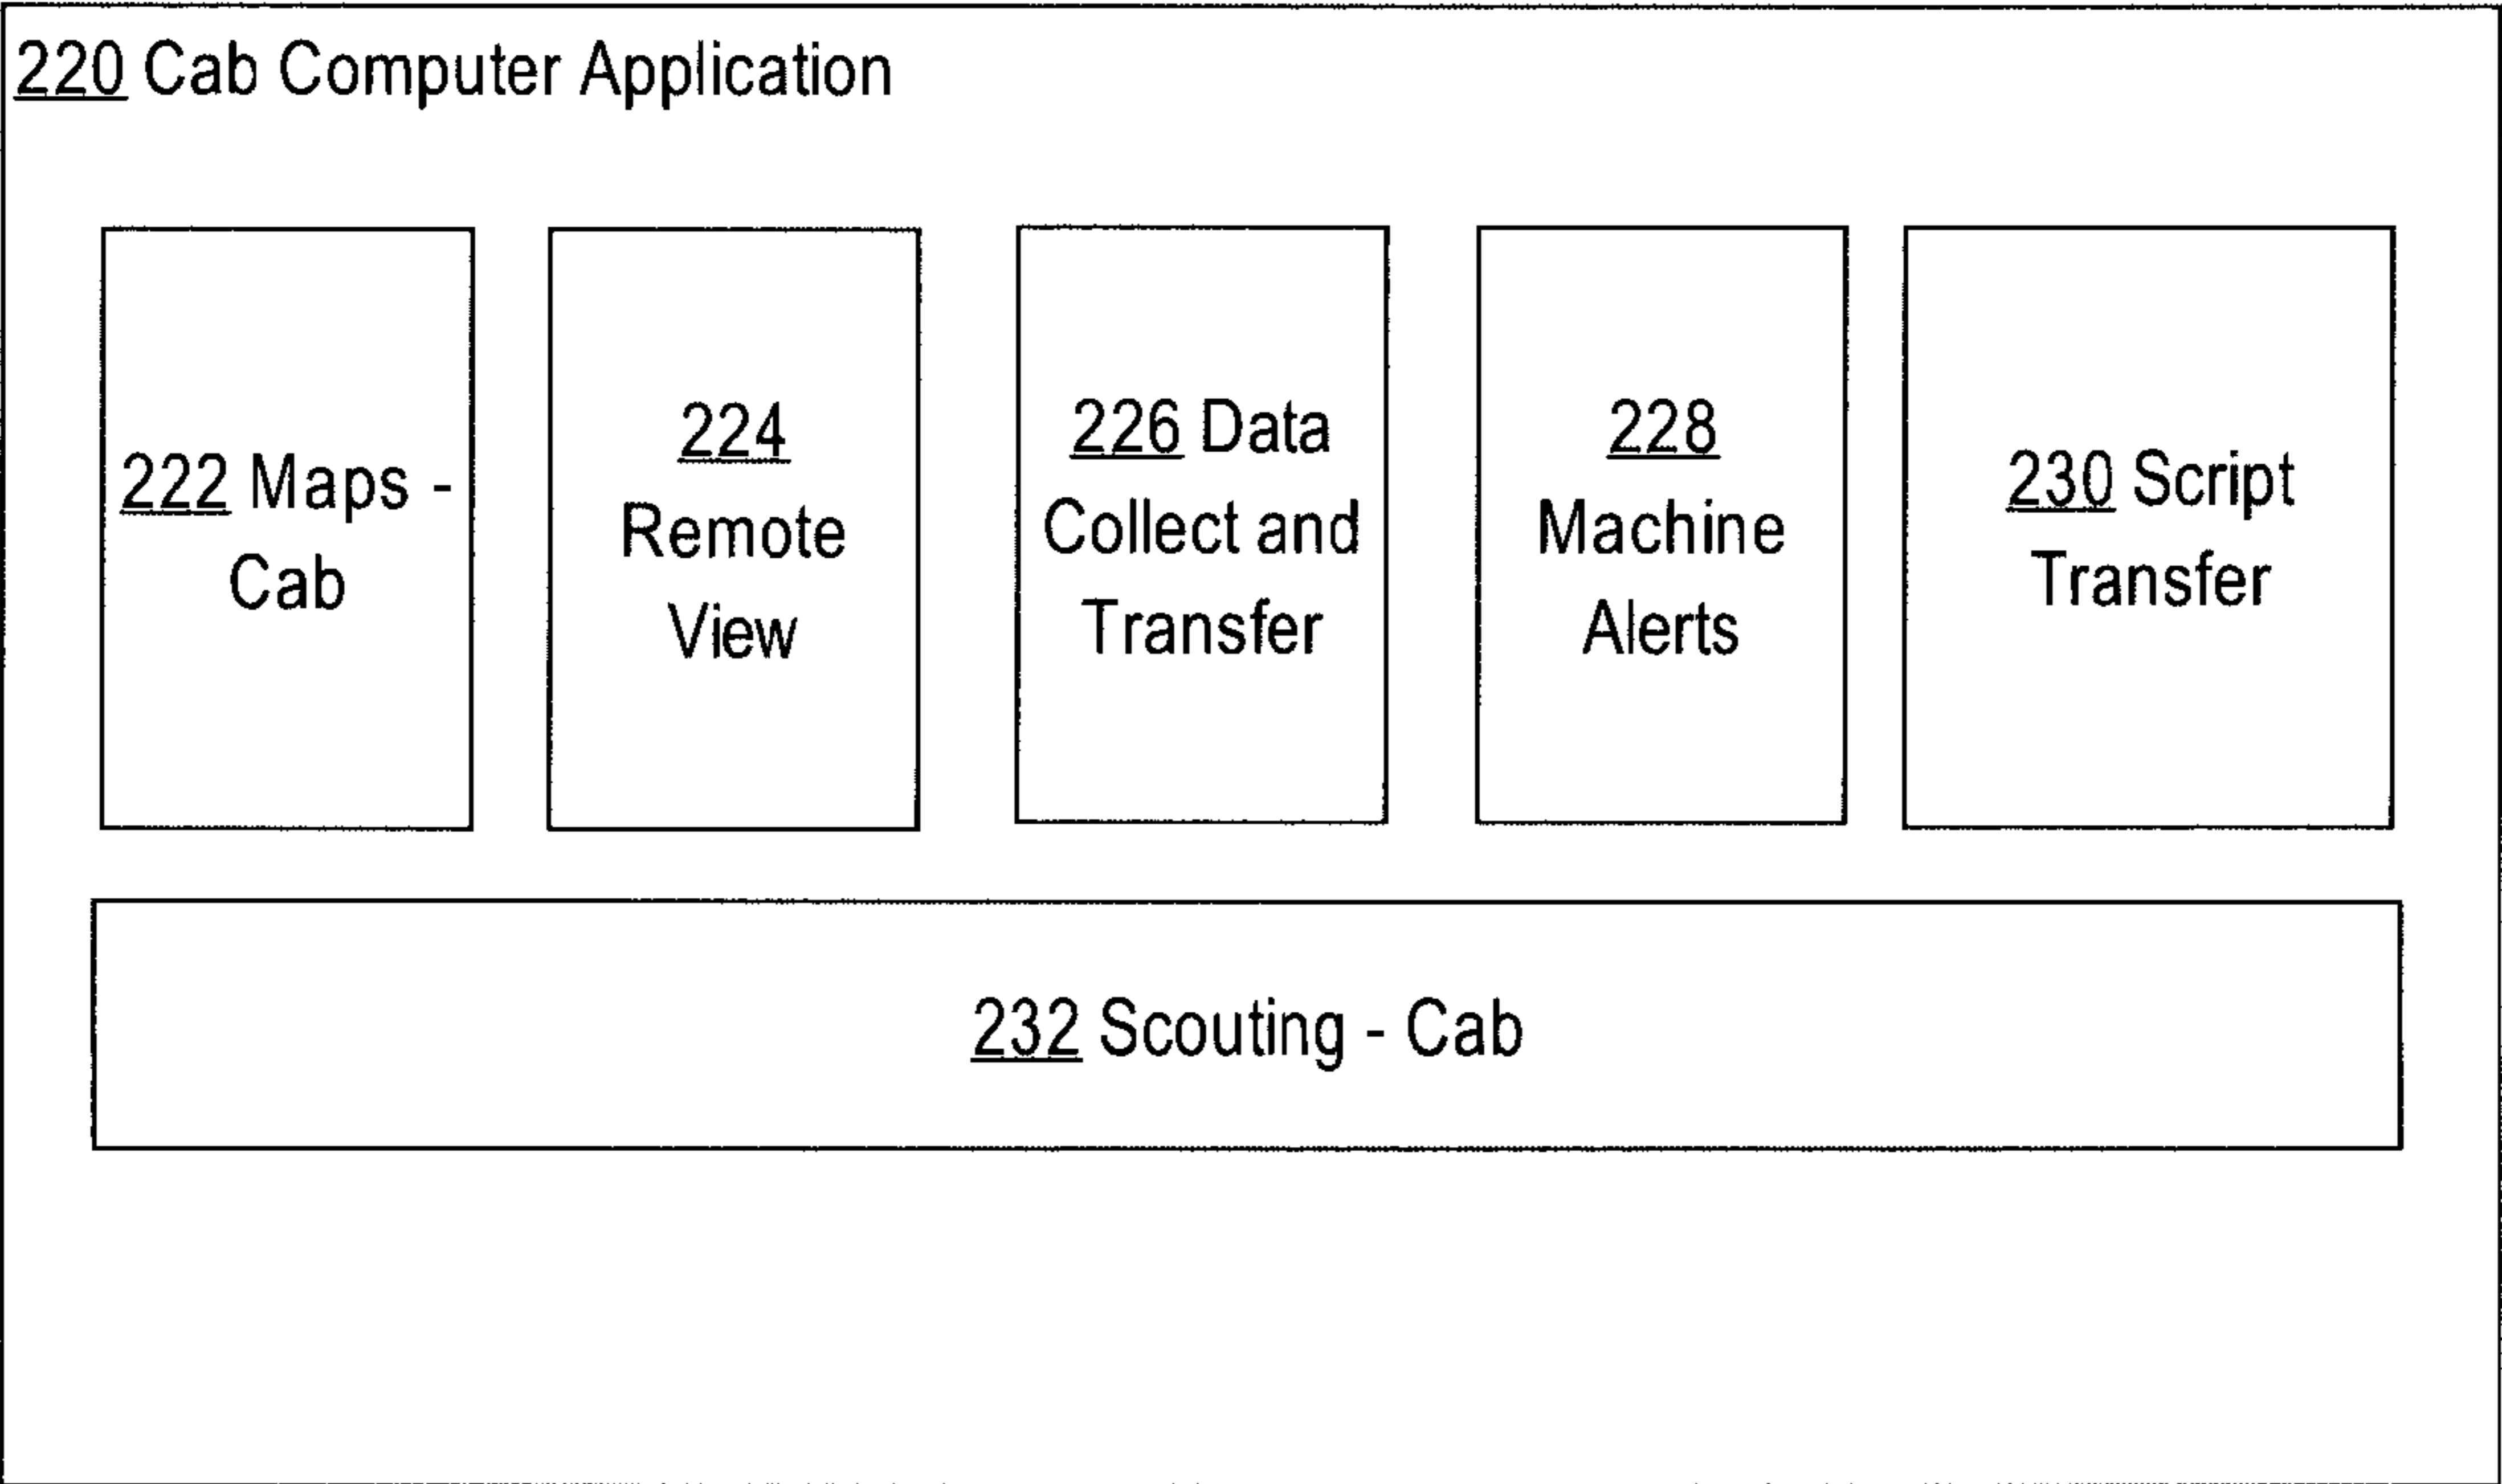 220 Cab Computer Application
222 Maps -
Cab
224
Remote
View
226 Data
Collect and
Transfer
228
Machine
Alerts
230 Script
Transfer
232 Scouting - Cab